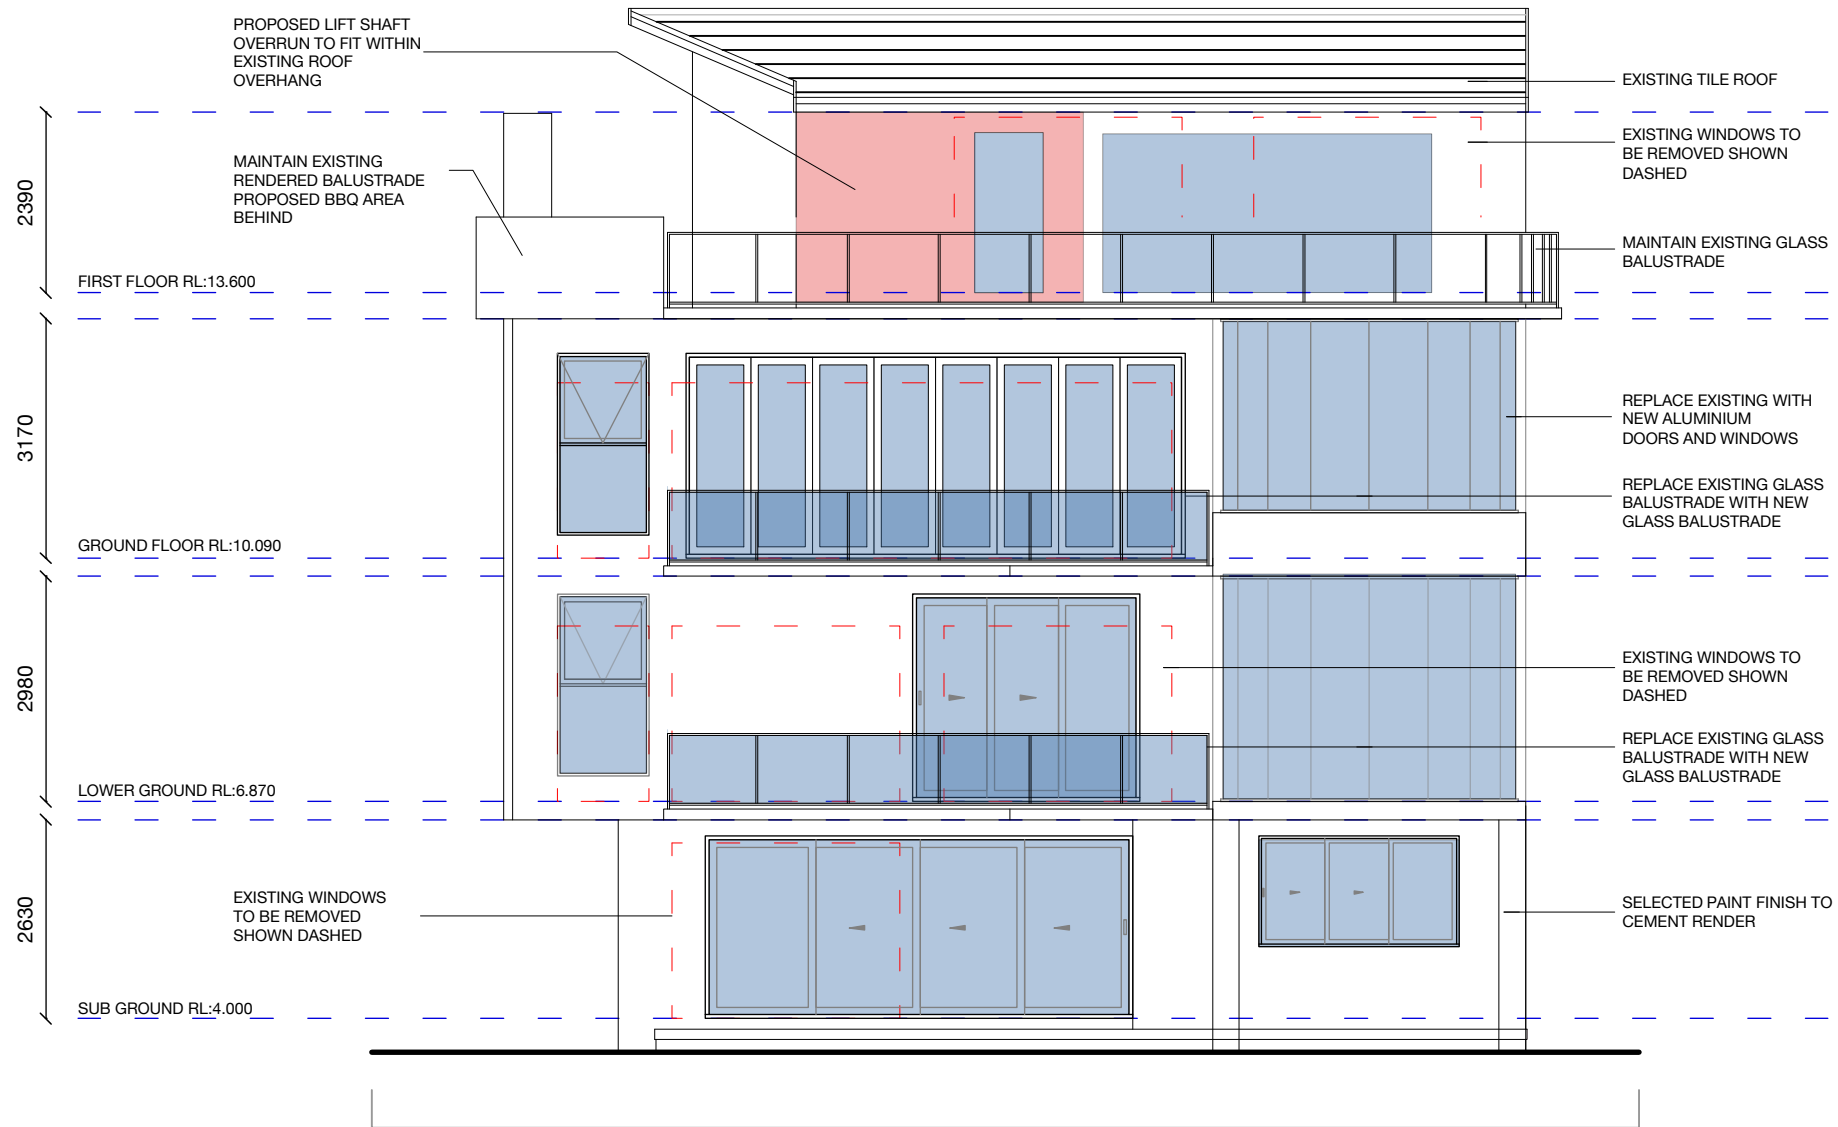 PROPOSED LIFT SHAFT
OVERRUN TO FIT WITHIN
EXISTING ROOF
OVERHANG
EXISTING TILE ROOF
EXISTING WINDOWS TO
BE REMOVED SHOWN
DASHED
MAINTAIN EXISTING
RENDERED BALUSTRADE
PROPOSED BBQ AREA
BEHIND
2390
MAINTAIN EXISTING GLASS
BALUSTRADE
FIRST FLOOR RL:13.600
3170
REPLACE EXISTING WITH
NEW ALUMINIUM
DOORS AND WINDOWS
REPLACE EXISTING GLASS
BALUSTRADE WITH NEW
GLASS BALUSTRADE
GROUND FLOOR RL:10.090
2980
EXISTING WINDOWS TO
BE REMOVED SHOWN
DASHED
REPLACE EXISTING GLASS
BALUSTRADE WITH NEW
GLASS BALUSTRADE
LOWER GROUND RL:6.870
2630
EXISTING WINDOWS
TO BE REMOVED
SHOWN DASHED
SELECTED PAINT FINISH TO
CEMENT RENDER
SUB GROUND RL:4.000